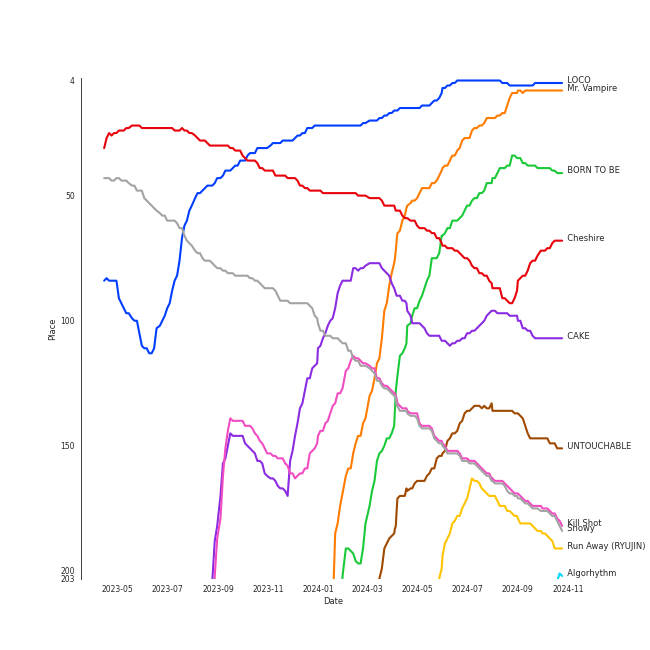 4
50
100
150
200
203
Place
2023-05
2023-07
2023-09
2023-11
2024-01
2024-03
2024-05
2024-07
2024-09
2024-11
Date
LOCO
Mr. Vampire
BORN TO BE
Cheshire
CAKE
UNTOUCHABLE
Kill Shot
Snowy
Run Away (RYUJIN)
Algorhythm